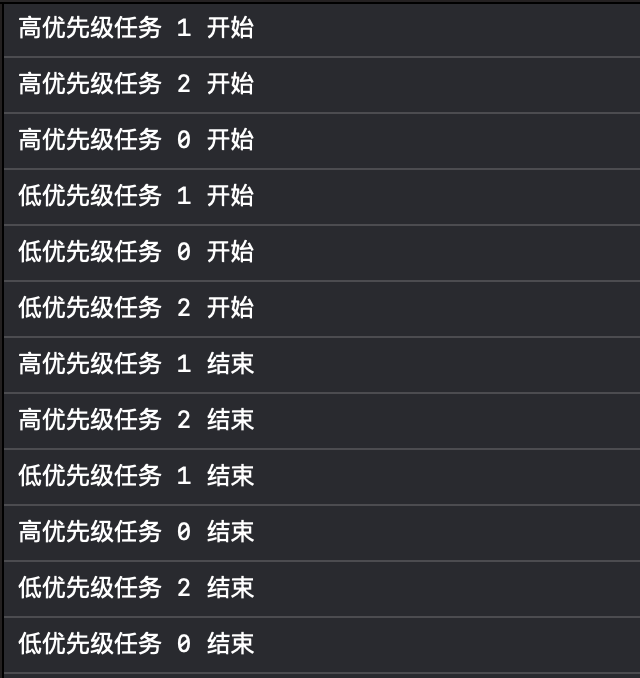 高优先级任务 1 开始
高优先级任务 2 开始
高优先级任务 0 开始
低优先级任务 1 开始
低优先级任务 0 开始
低优先级任务 2 开始
高优先级任务 1 结束
高优先级任务 2 结束
低优先级任务 1 结束
高优先级任务 0 结束
低优先级任务 2 结束
低优先级任务 0 结束